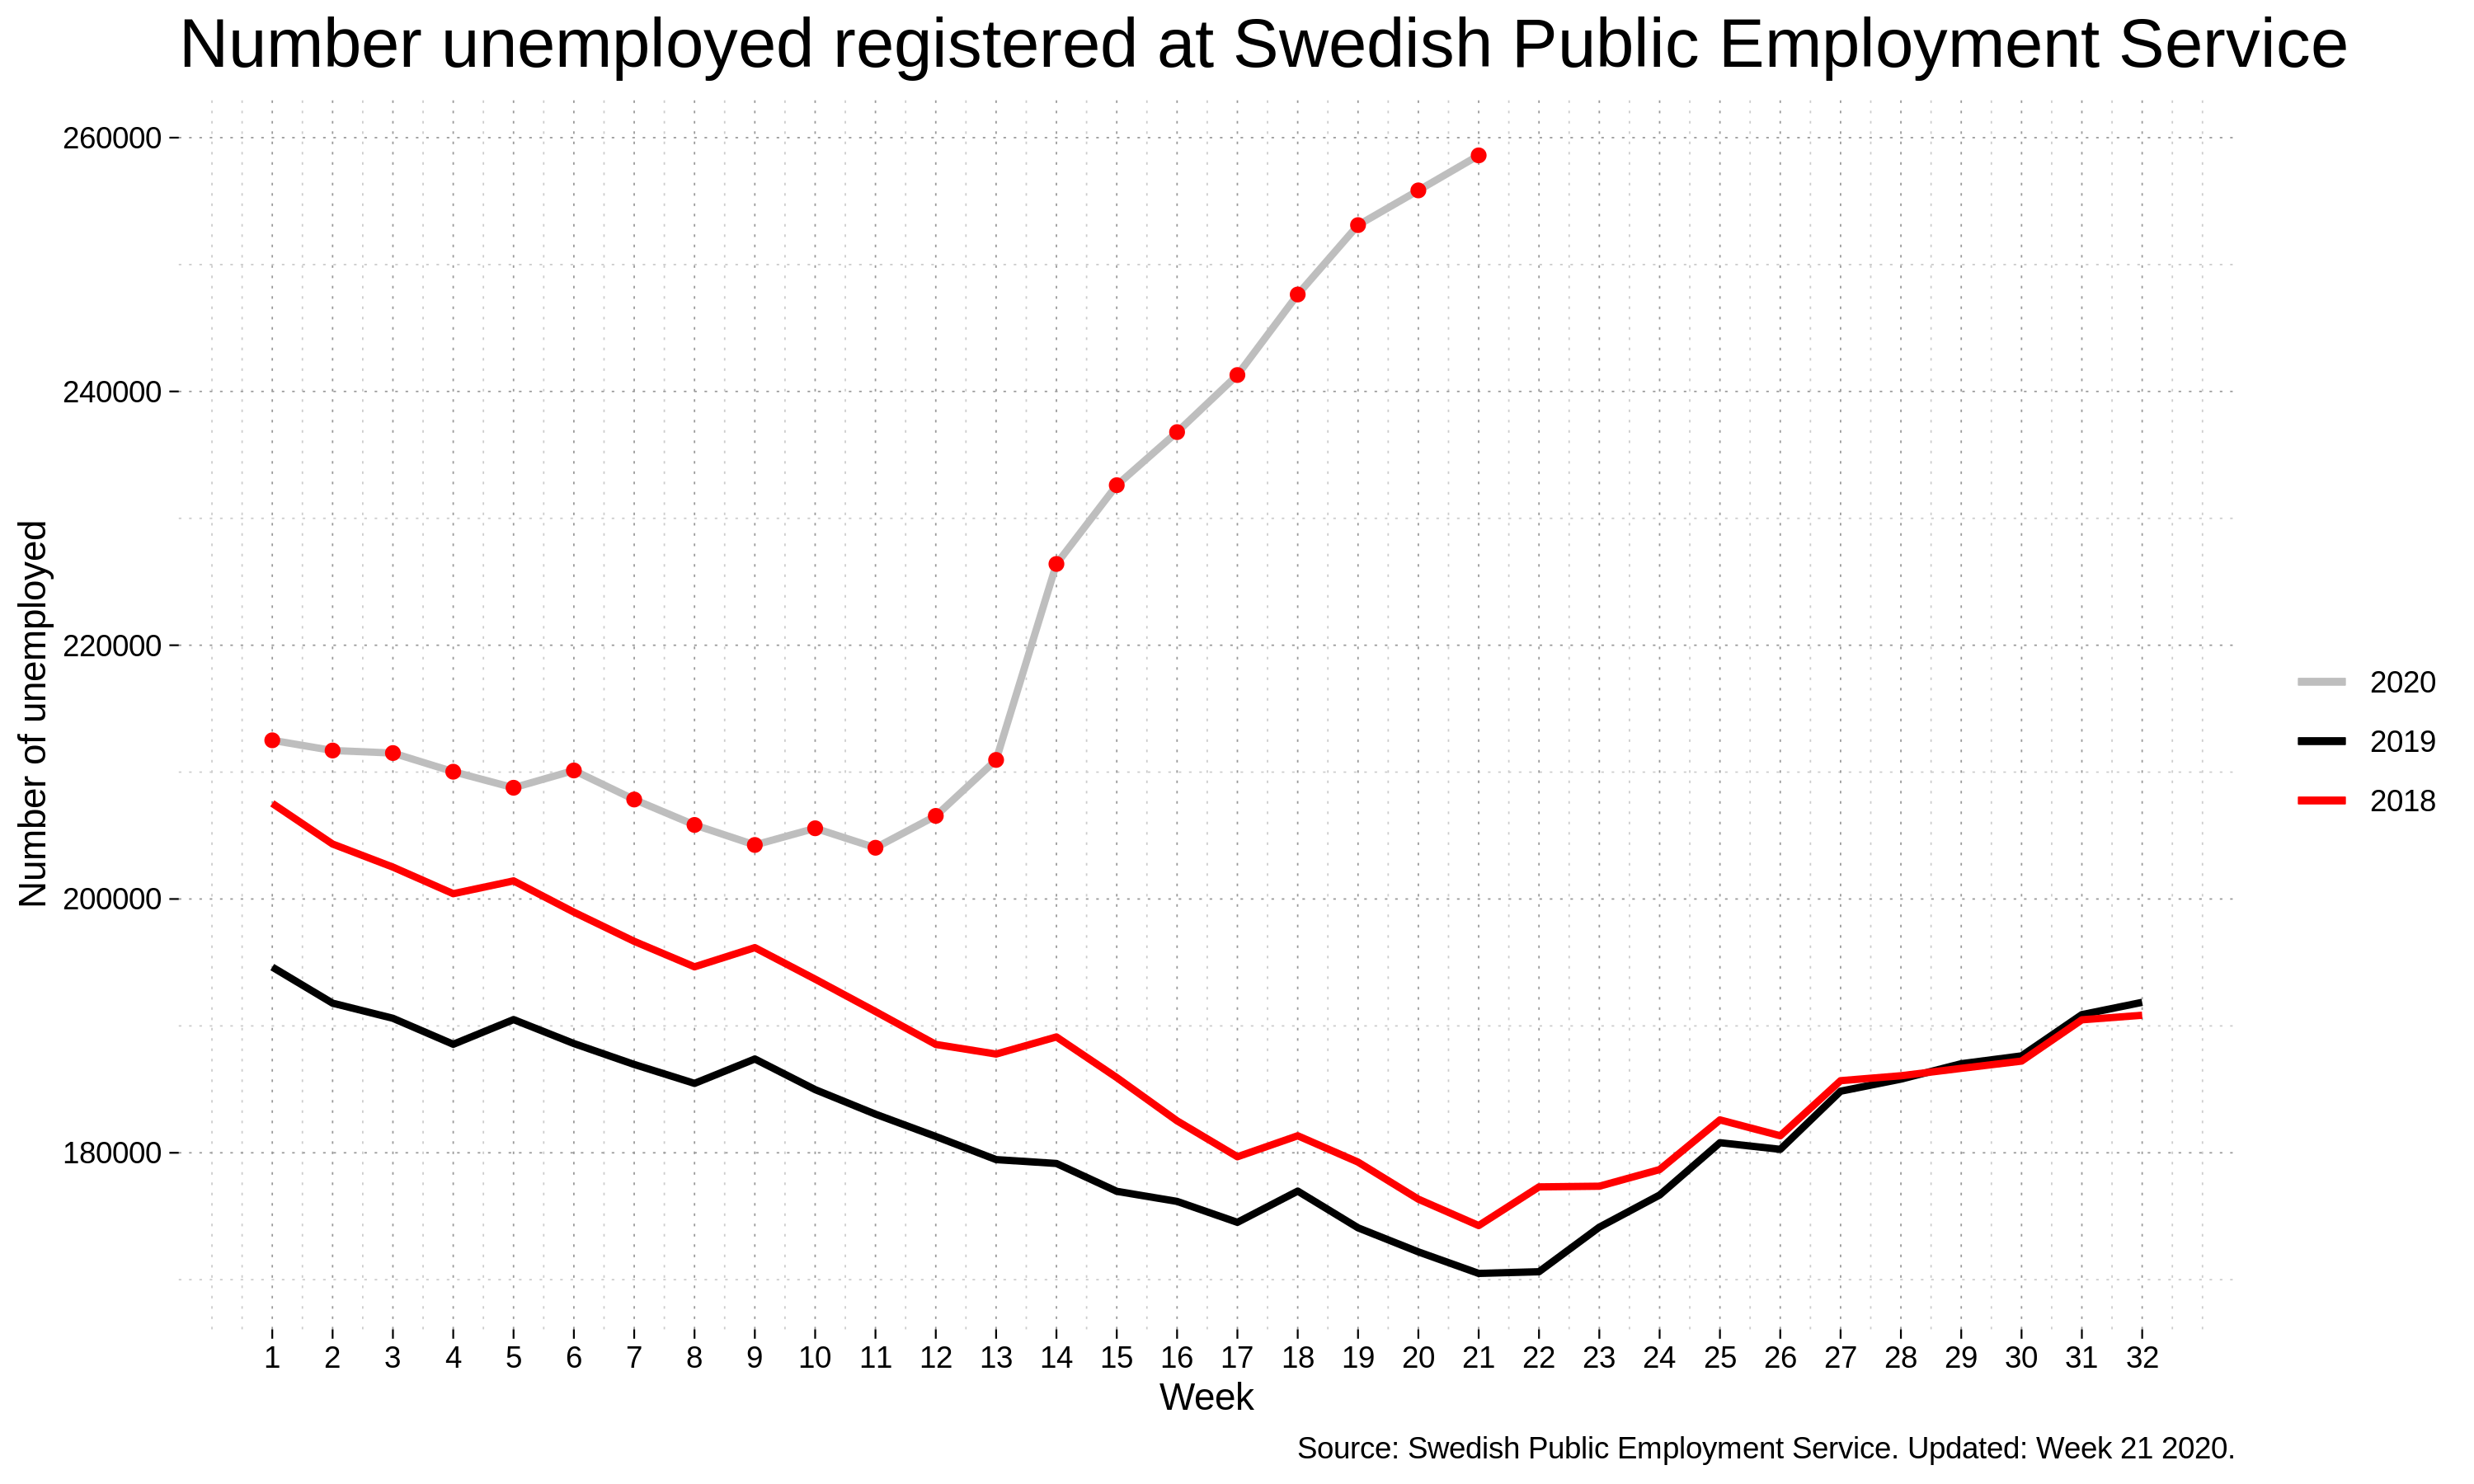 Number unemployed registered at Swedish Public Employment Service
260000
240000
220000
200000
180000
Number of unemployed
1 2 3 4 5 6 7 8 9 10 11 12 13 14 15 16 17 18 19 20 21 22 23 24 25 26 27 28 29 30 31 32
Week
2020
2019
2018
Source: Swedish Public Employment Service. Updated: Week 21 2020.